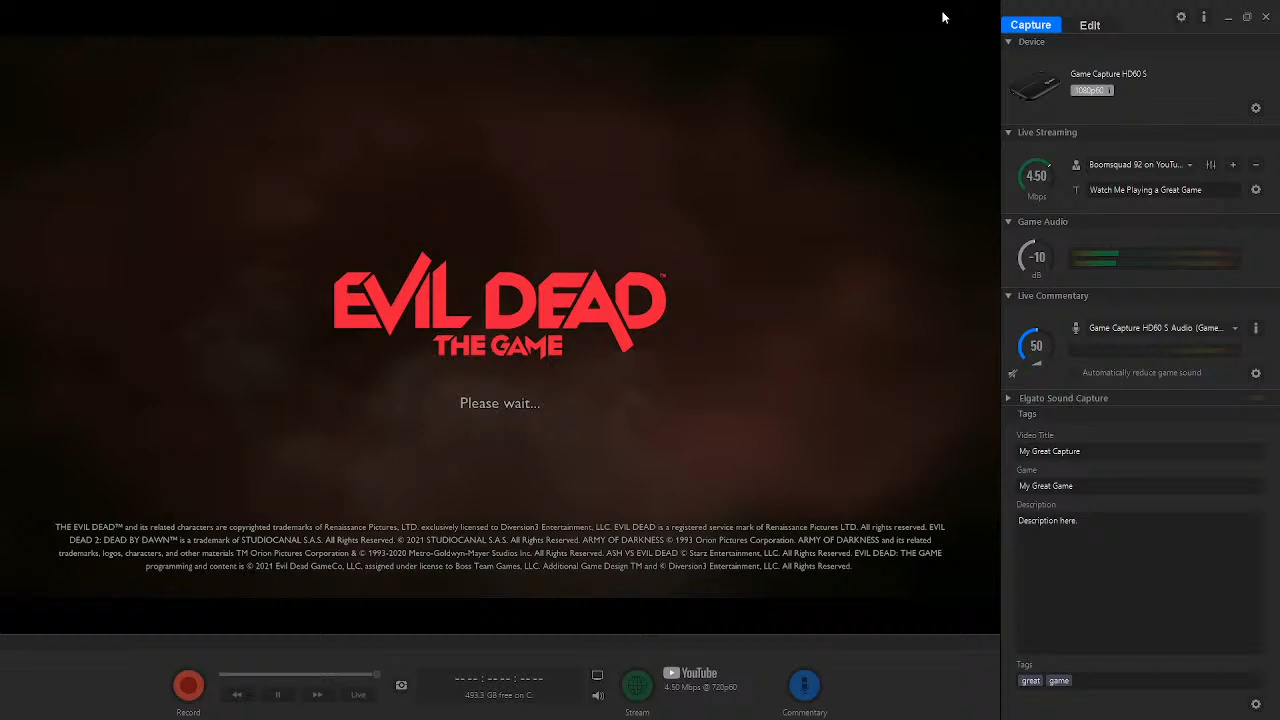 Capture
Edit
Device
Game Capture HD60 S
1080p60
Live Streaming
4.50
Mbps
Boomsquad 92 on YouTu...
Watch Me Playing a Great Game
Game Audio
-10
dB
Live Commentary
50
Game Capture HD60 S Audio (Game...
Automatically reduce game sound
Elgato Sound Capture
Tags
Video Title
My Great Capture
Game
My Great Game
Description
Description here.
Tags
great game
EVIL DEAD™
THE GAME
Please wait...
THE EVIL DEAD™ and its related characters are copyrighted trademarks of Renaissance Pictures, LTD. exclusively licensed to Diversion3 Entertainment, LLC. EVIL DEAD is a registered service mark of Renaissance Pictures LTD. All rights reserved. EVIL
DEAD 2: DEAD BY DAWN™ is a trademark of STUDIOCANAL S.A.S. All Rights Reserved. © 2021 STUDIOCANAL S.A.S. All Rights Reserved. ARMY OF DARKNESS © 1993 Orion Pictures Corporation. ARMY OF DARKNESS and its related
trademarks, logos, characters, and other materials TM Orion Pictures Corporation & © 1993-2020 Metro-Goldwyn-Mayer Studios Inc. All Rights Reserved. ASH VS EVIL DEAD © Starz Entertainment, LLC. All Rights Reserved. EVIL DEAD: THE GAME
programming and content is © 2021 Evil Dead GameCo, LLC, assigned under license to Boss Team Games, LLC. Additional Game Design TM and © Diversion3 Entertainment, LLC. All Rights Reserved.
Record
Live
-- : -- : -- : --
493.3 GB free on C:
Stream
YouTube
4.50 Mbps @ 720p60
Commentary